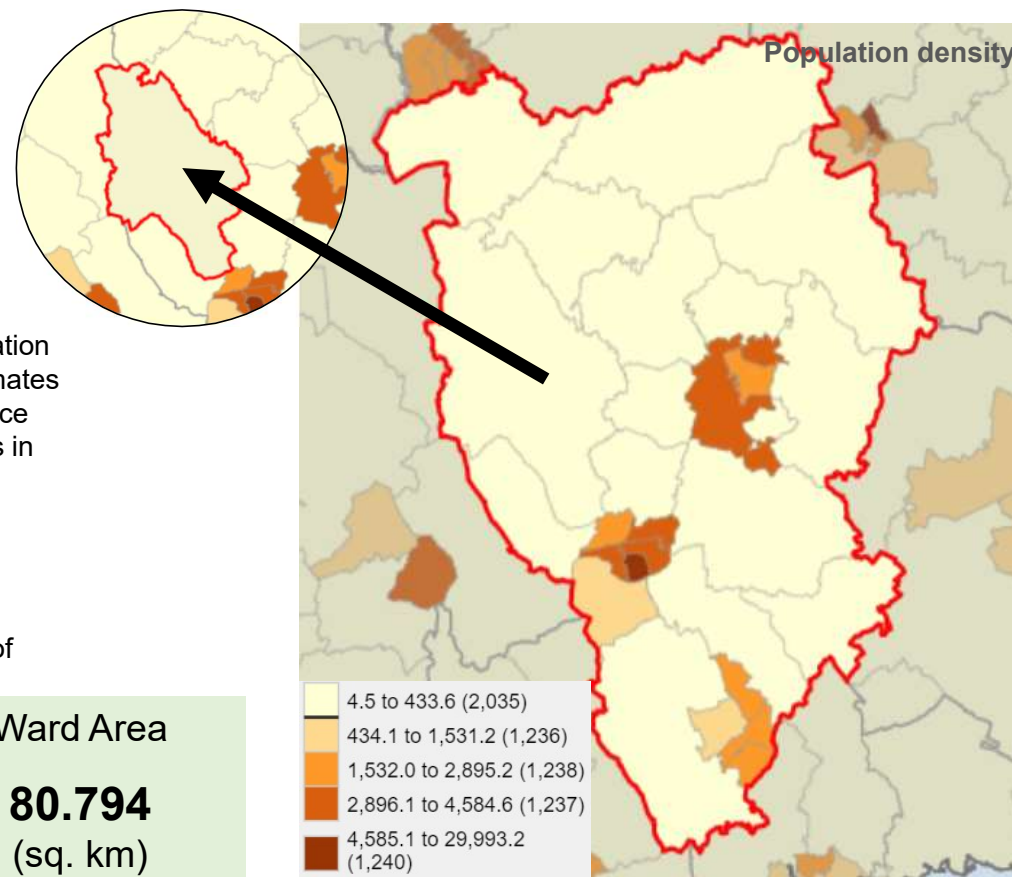 Population density
ation
nates
ce
s in
of
Ward Area
80.794
(sq. km)
4.5 to 433.6 (2,035)
434.1 to 1,531.2 (1,236)
1,532.0 to 2,895.2 (1,238)
2,896.1 to 4,584.6 (1,237)
4,585.1 to 29,993.2
(1,240)